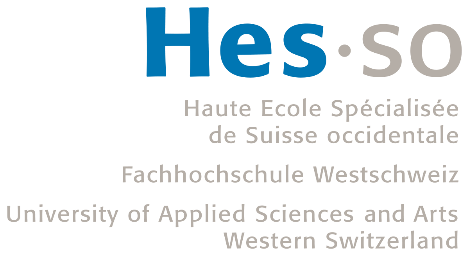 Hes·so
Haute Ecole Spécialisée
de Suisse occidentale
Fachhochschule Westschweiz
University of Applied Sciences and Arts
Western Switzerland